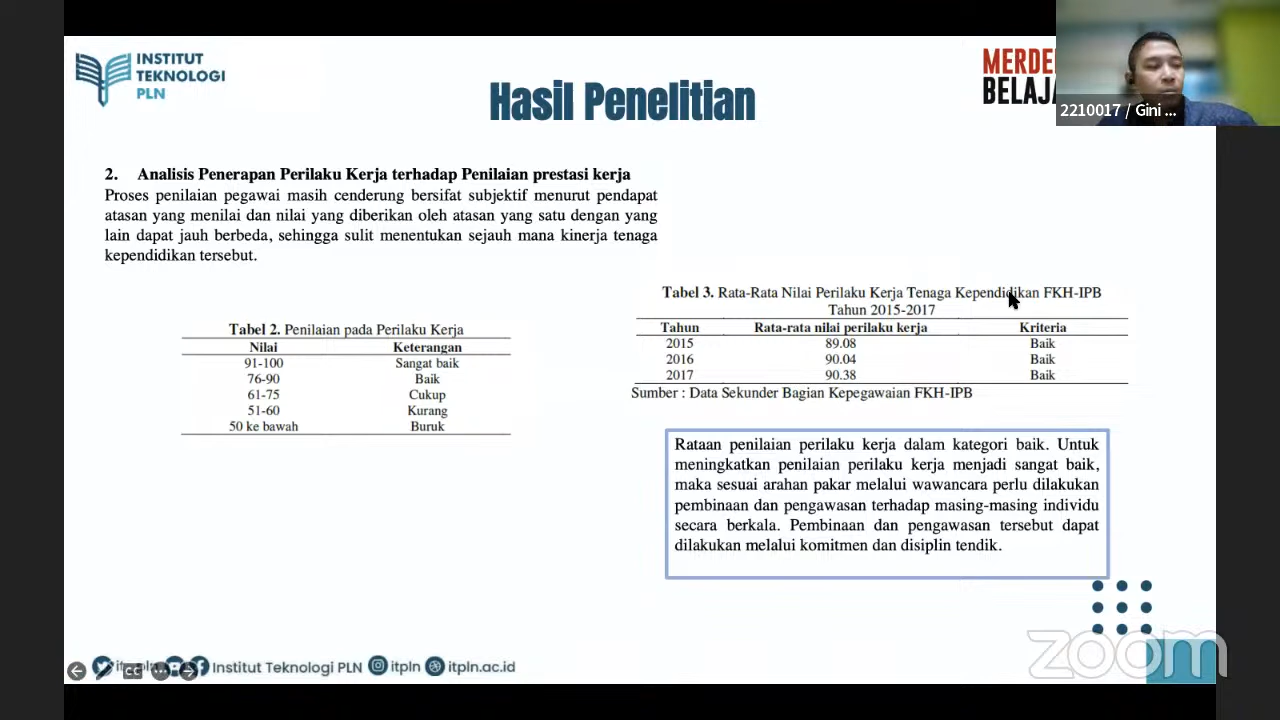 INSTITUT
TEKNOLOGI
PLN
Hasil Penelitian
MERDE
BELAJA
2210017 / Gini ...
2. Analisis Penerapan Perilaku Kerja terhadap Penilaian prestasi kerja
Proses penilaian pegawai masih cenderung bersifat subjektif menurut pendapat
atasan yang menilai dan nilai yang diberikan oleh atasan yang satu dengan yang
lain dapat jauh berbeda, sehingga sulit menentukan sejauh mana kinerja tenaga
kependidikan tersebut.
Tabel 2. Penilaian pada Perilaku Kerja
Nilai Keterangan
91-100 Sangat baik
76-90 Baik
61-75 Cukup
51-60 Kurang
50 ke bawah Buruk
Tabel 3. Rata-Rata Nilai Perilaku Kerja Tenaga Kependidikan FKH-IPB
Tahun 2015-2017
Tahun Rata-rata nilai perilaku kerja Kriteria
2015 89.08 Baik
2016 90.04 Baik
2017 90.38 Baik
Sumber : Data Sekunder Bagian Kepegawaian FKH-IPB
Rataan penilaian perilaku kerja dalam kategori baik. Untuk
meningkatkan penilaian perilaku kerja menjadi sangat baik,
maka sesuai arahan pakar melalui wawancara perlu dilakukan
pembinaan dan pengawasan terhadap masing-masing individu
secara berkala. Pembinaan dan pengawasan tersebut dapat
dilakukan melalui komitmen dan disiplin tendik.
Institut Teknologi PLN itpln itpln.ac.id
zoom